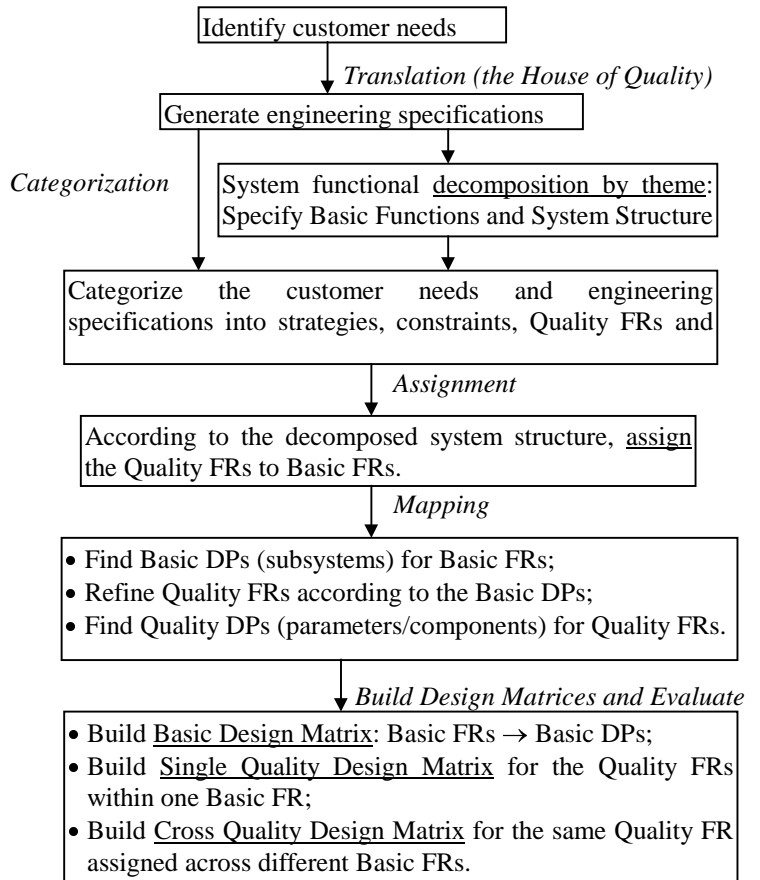 Identify customer needs
Translation (the House of Quality)
Generate engineering specifications
Categorization
System functional decomposition by theme:
Specify Basic Functions and System Structure
Categorize the customer needs and engineering
specifications into strategies, constraints, Quality FRs and
Assignment
According to the decomposed system structure, assign
the Quality FRs to Basic FRs.
Mapping
• Find Basic DPs (subsystems) for Basic FRs;
• Refine Quality FRs according to the Basic DPs;
• Find Quality DPs (parameters/components) for Quality FRs.
Build Design Matrices and Evaluate
• Build Basic Design Matrix: Basic FRs → Basic DPs;
• Build Single Quality Design Matrix for the Quality FRs
within one Basic FR;
• Build Cross Quality Design Matrix for the same Quality FR
assigned across different Basic FRs.